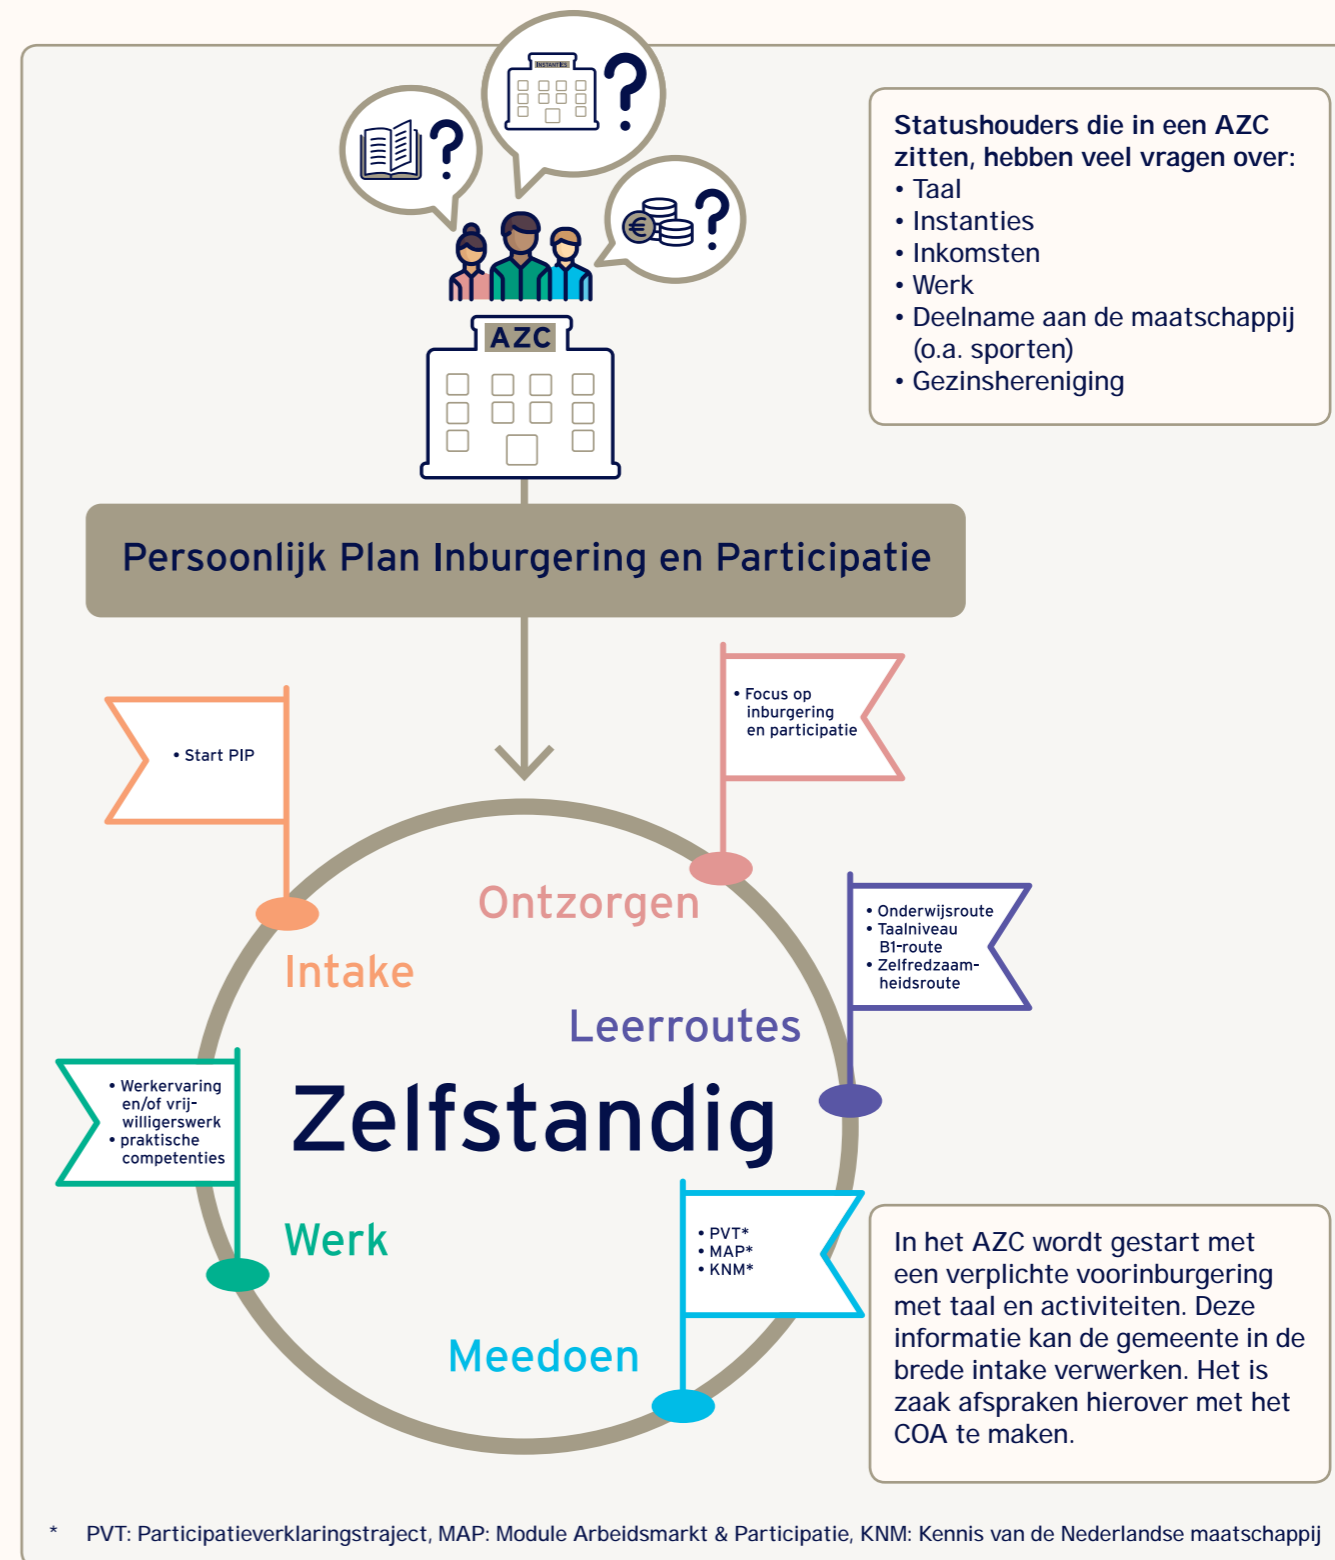 INSTANTIES
Statushouders die in een AZC
zitten, hebben veel vragen over:
• Taal
• Instanties
• Inkomsten
• Werk
• Deelname aan de maatschappij
(o.a. sporten)
• Gezinshereniging
AZC
Persoonlijk Plan Inburgering en Participatie
• Start PIP
Intake
• Focus op
inburgering
en participatie
Ontzorgen
• Onderwijsroute
• Taalniveau
B1-route
• Zelfredzaam-
heidsroute
Leerroutes
Zelfstandig
• Werkervaring
en/of vrij-
willigerswerk
• praktische
competenties
Werk
• PVT*
• MAP*
• KNM*
Meedoen
In het AZC wordt gestart met
een verplichte voorinburgering
met taal en activiteiten. Deze
informatie kan de gemeente in de
brede intake verwerken. Het is
zaak afspraken hierover met het
COA te maken.
* PVT: Participatieverklaringstraject, MAP: Module Arbeidsmarkt & Participatie, KNM: Kennis van de Nederlandse maatschappij